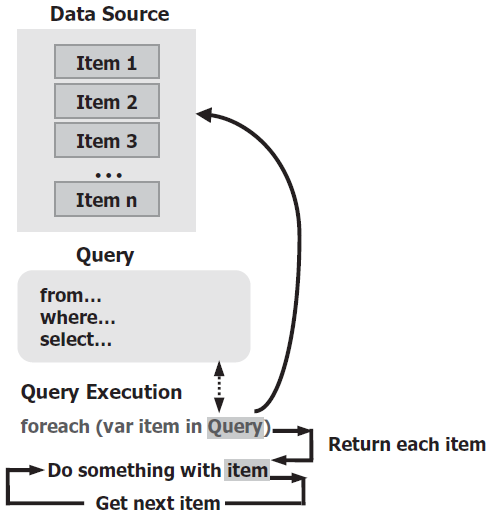 Data Source
Item 1
Item 2
Item 3
...
Item n
Query
from...
where...
select...
Query Execution
foreach (var item in Query)
Return each item
Do something with item
Get next item